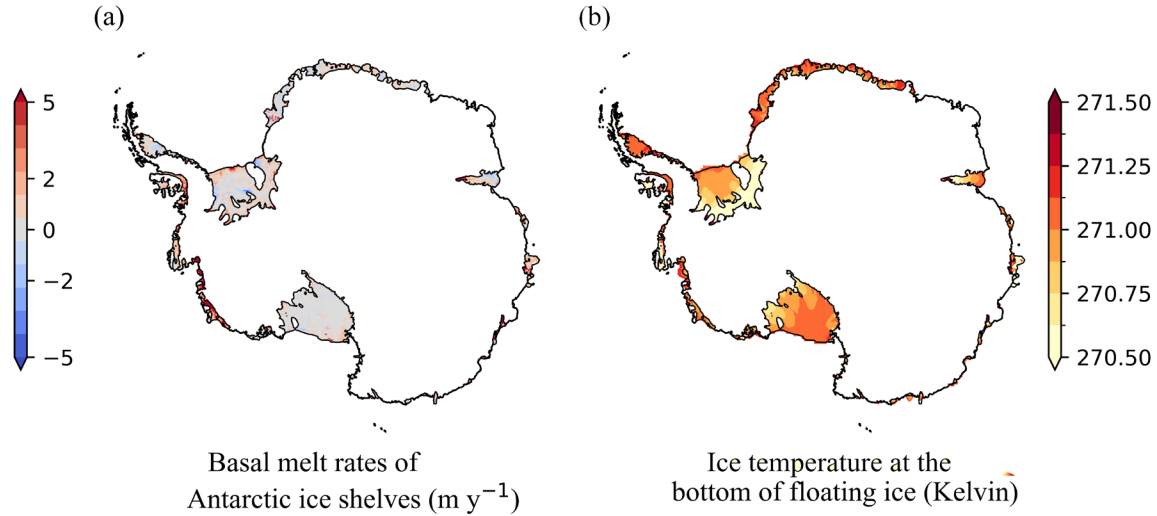 (a)
(b)
5
2
0
−2
−5
271.50
271.25
271.00
270.75
270.50
Basal melt rates of
Antarctic ice shelves (m y⁻¹)
Ice temperature at the
bottom of floating ice (Kelvin)